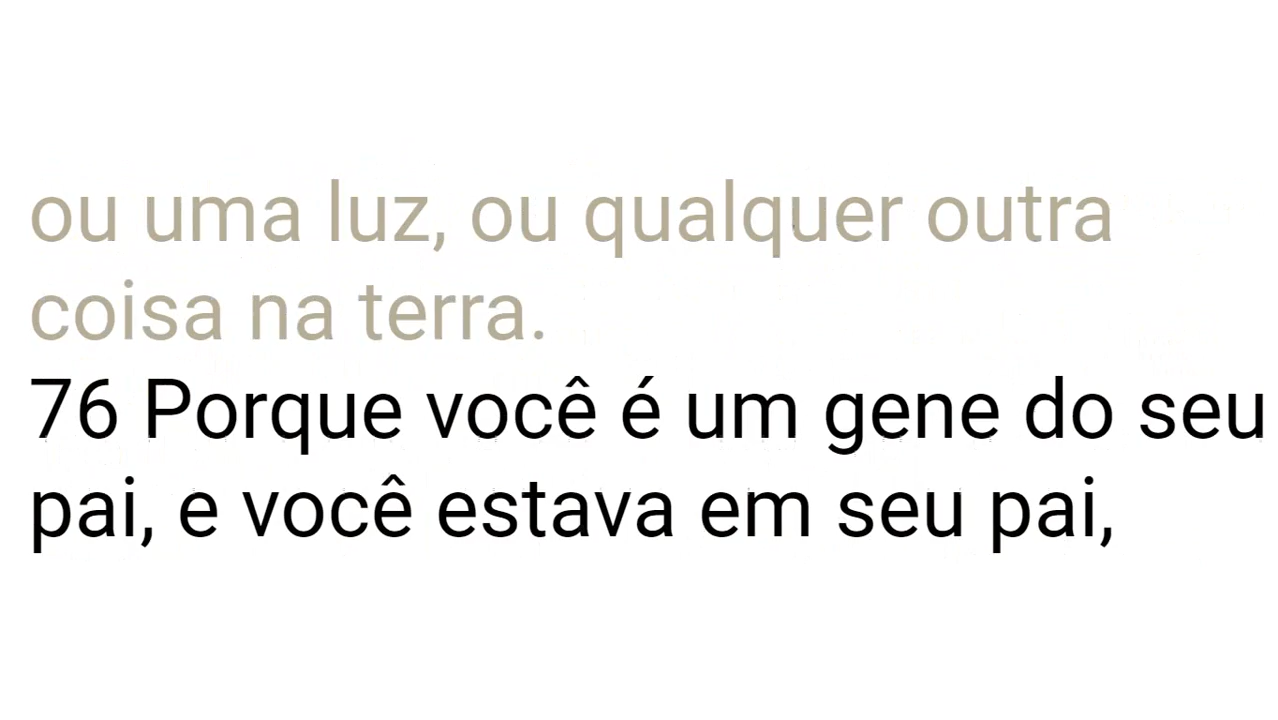 ou uma luz, ou qualquer outra
coisa na terra.
76 Porque você é um gene do seu
pai, e você estava em seu pai,